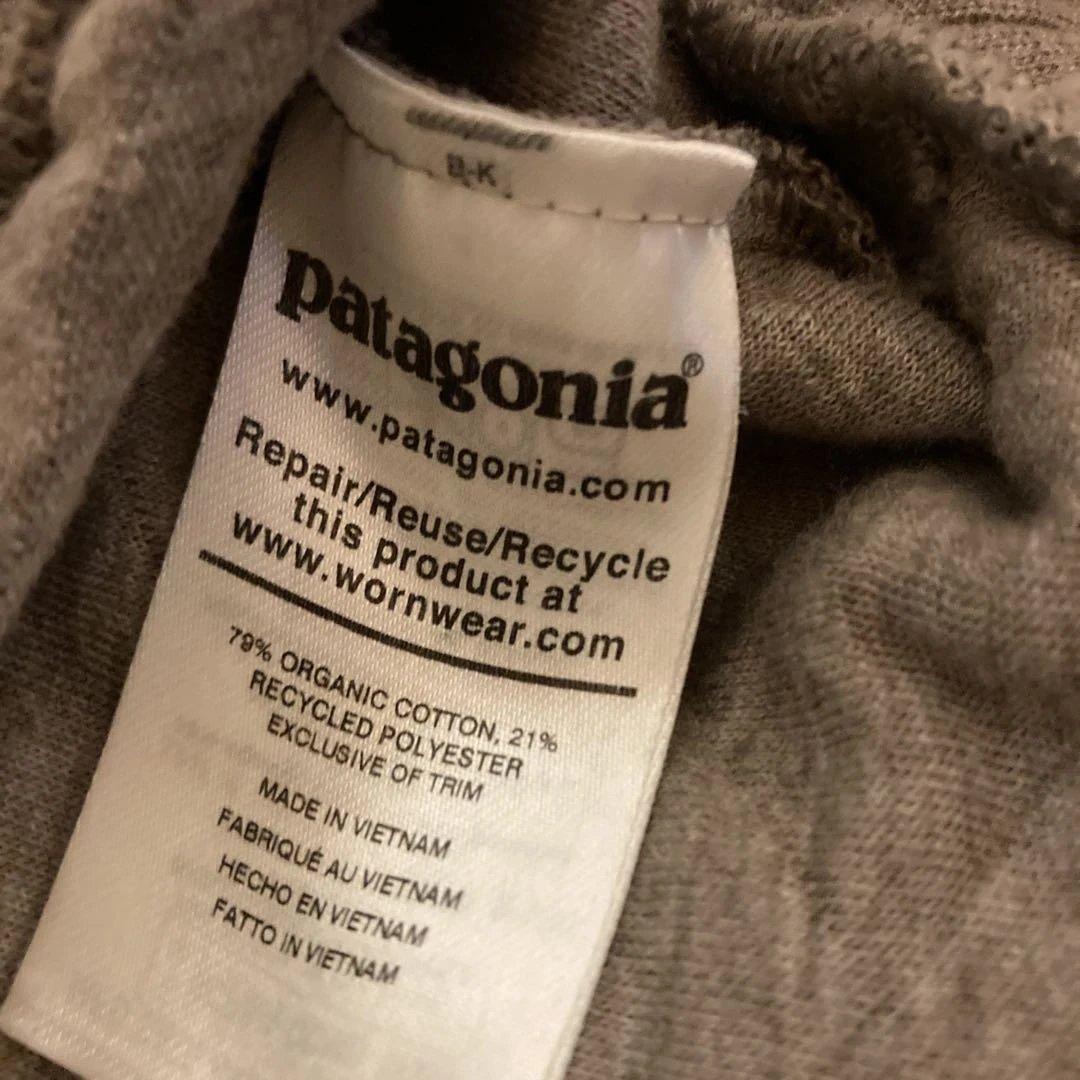 B-K
patagonia®
www.patagonia.com
Repair/Reuse/Recycle
this product at
www.wornwear.com
79% ORGANIC COTTON, 21%
RECYCLED POLYESTER
EXCLUSIVE OF TRIM
MADE IN VIETNAM
FABRIQUÉ AU VIETNAM
HECHO EN VIETNAM
FATTO IN VIETNAM